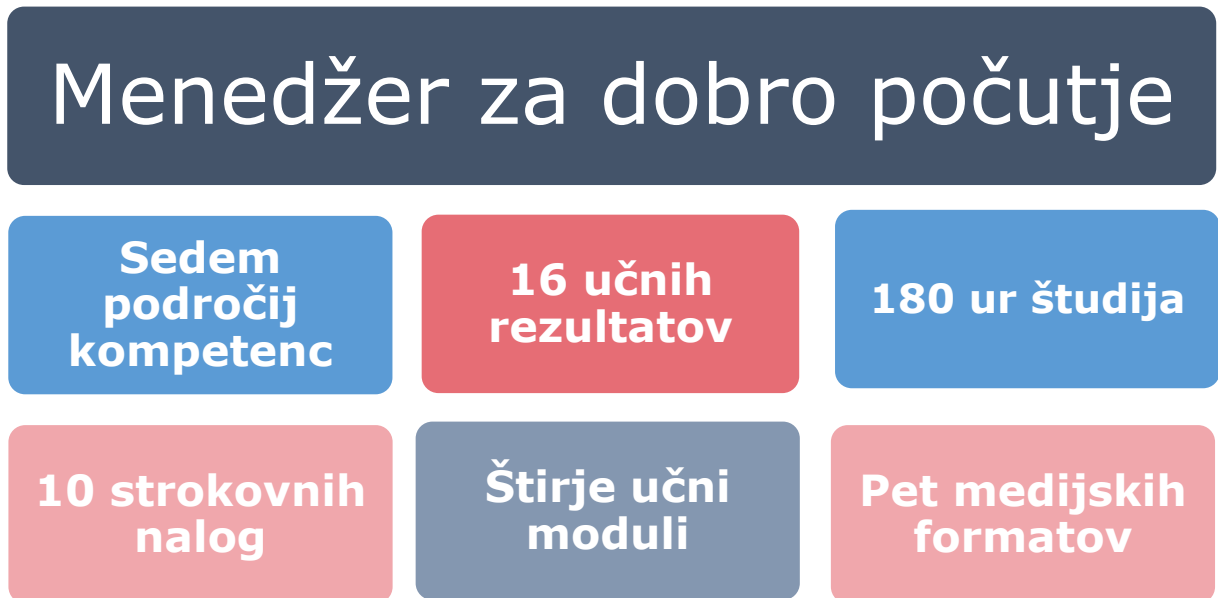 Menedžer za dobro počutje
Sedem
področij
kompetenc
16 učnih
rezultatov
180 ur študija
10 strokovnih
nalog
Štirje učni
moduli
Pet medijskih
formatov